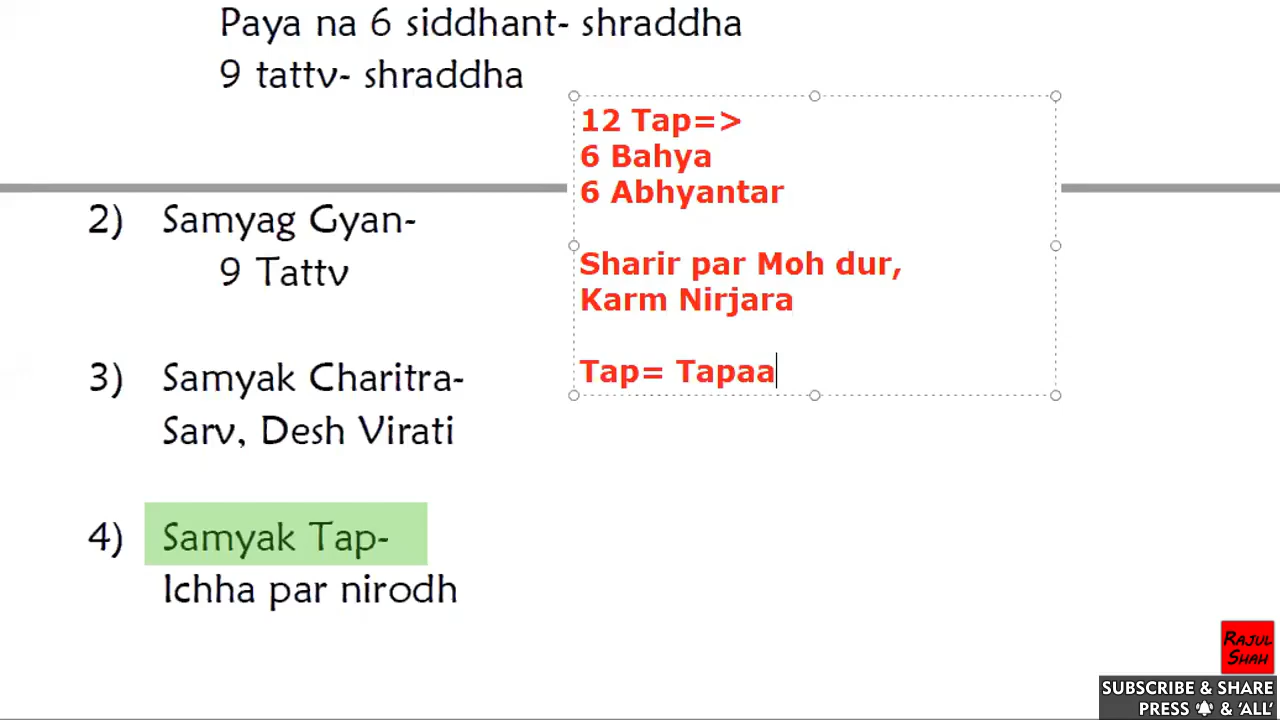 Paya na 6 siddhant- shraddha
9 tattv- shraddha
12 Tap=>
6 Bahya
6 Abhyantar
Sharir par Moh dur,
Karm Nirjara
Tap= Tapaa
2) Samyag Gyan-
9 Tattv
3) Samyak Charitra-
Sarv, Desh Virati
4) Samyak Tap-
Ichha par nirodh
RAJUL
SHAH
SUBSCRIBE & SHARE
PRESS & 'ALL'